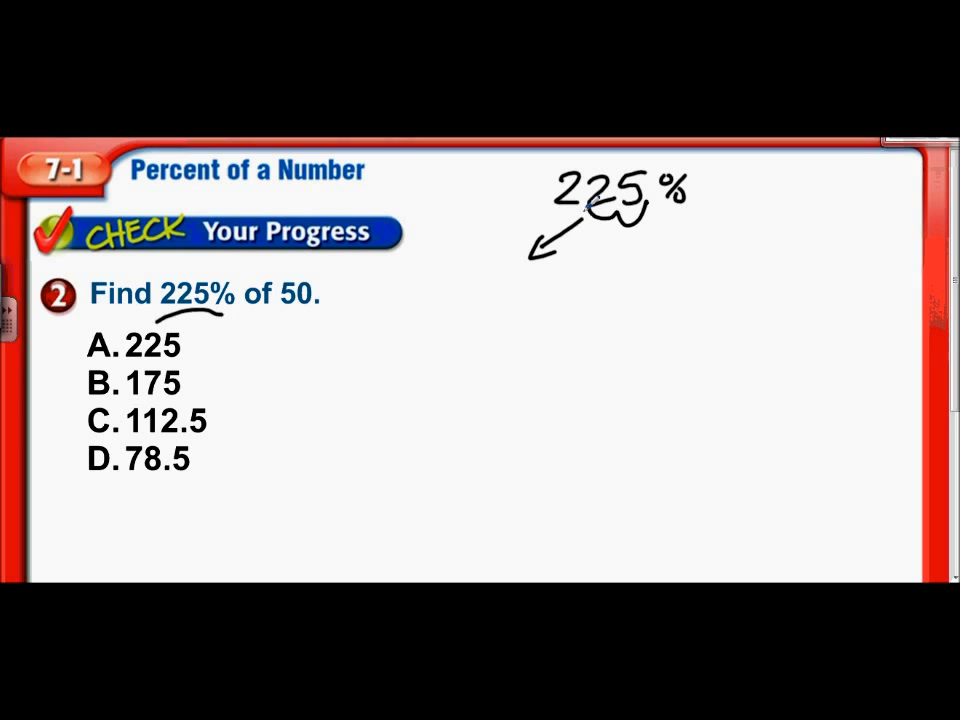 7-1 Percent of a Number
225%
CHECK Your Progress
2 Find 225% of 50.
A. 225
B. 175
C. 112.5
D. 78.5